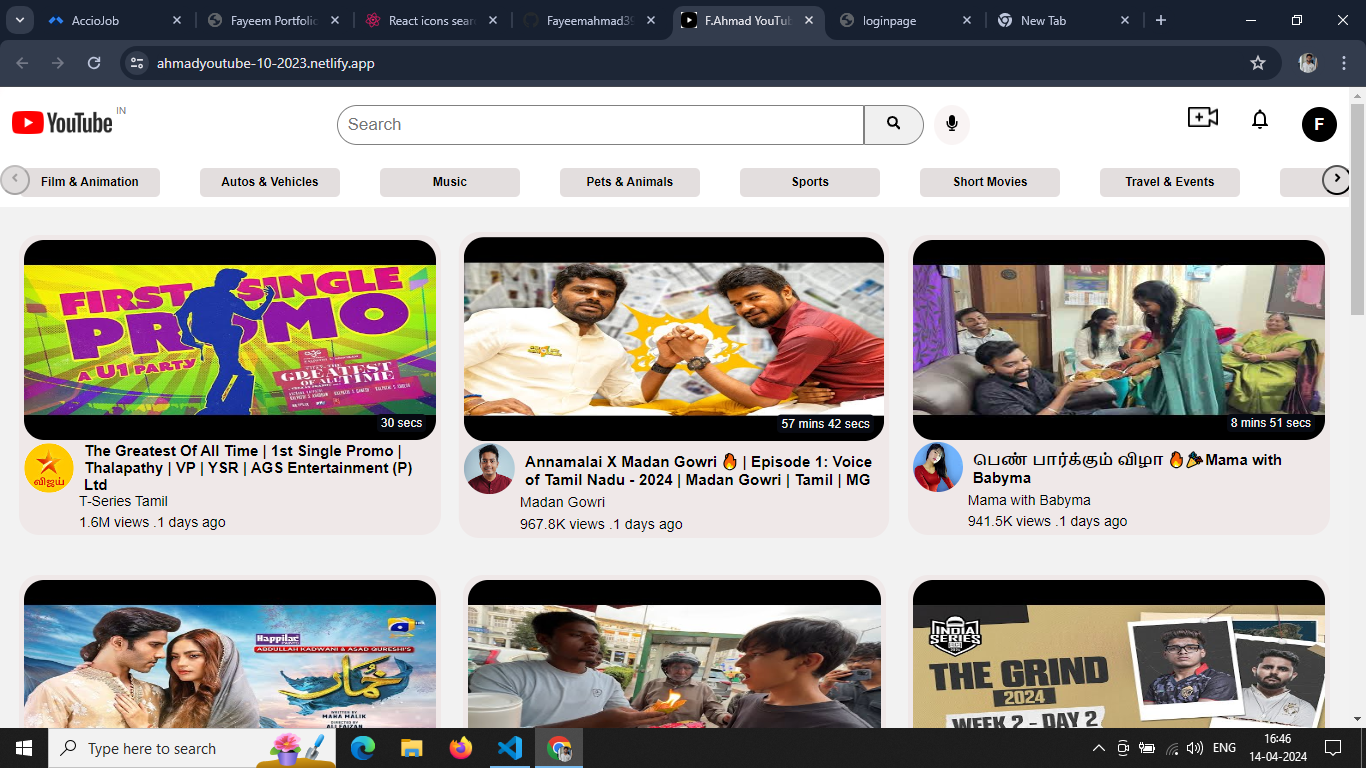 AccioJob
Fayeem Portfolio
React icons sear
Fayeemahmad39
F.Ahmad YouTub
loginpage
New Tab
ahmadyoutube-10-2023.netlify.app
YouTube IN
Search
F
Film & Animation
Autos & Vehicles
Music
Pets & Animals
Sports
Short Movies
Travel & Events
FIRST SINGLE
PROMO
A U1 PARTY
THE
GREATEST
OF ALL TIME
30 secs
57 mins 42 secs
8 mins 51 secs
விஜய்
The Greatest Of All Time | 1st Single Promo |
Thalapathy | VP | YSR | AGS Entertainment (P)
Ltd
T-Series Tamil
1.6M views .1 days ago
Annamalai X Madan Gowri 🔥 | Episode 1: Voice
of Tamil Nadu - 2024 | Madan Gowri | Tamil | MG
Madan Gowri
967.8K views .1 days ago
பெண் பார்க்கும் விழா 🔥🎉Mama with
Babyma
Mama with Babyma
941.5K views .1 days ago
Happilac
ABDULLAH KADWANI & ASAD QURESHI'S
خمار
WRITTEN BY
MAHA MALIK
DIRECTED BY
ALI FAIZAN
INDIA
SERIES
THE GRIND
2024
WEEK 2 - DAY 2
Type here to search
ENG
16:46
14-04-2024